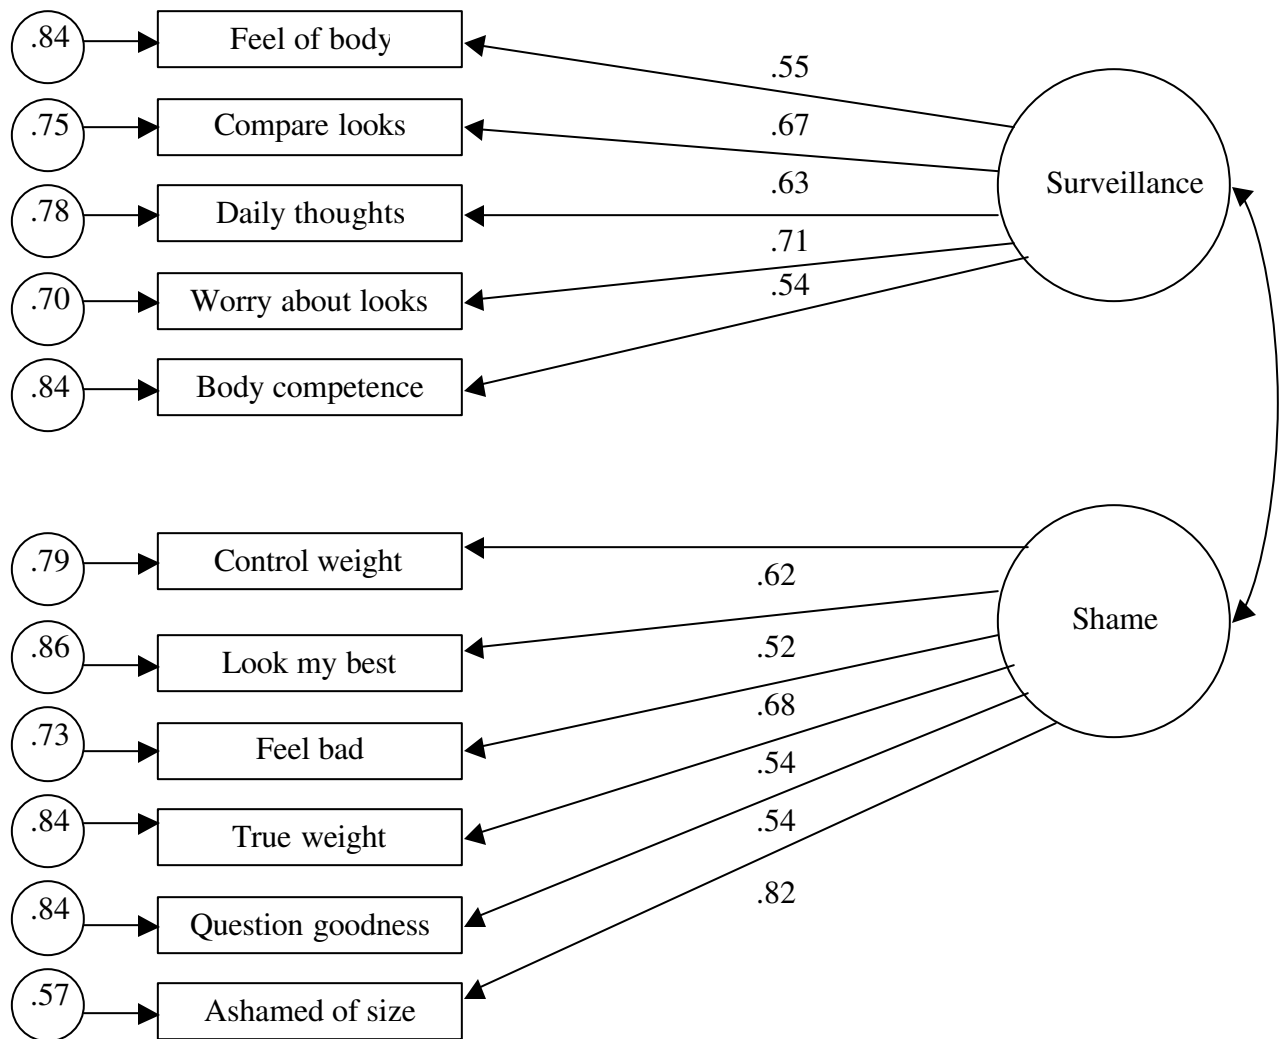 .84
Feel of body
.55
.75
Compare looks
.67
Surveillance
.78
Daily thoughts
.63
.70
Worry about looks
.71
.84
Body competence
.54
.79
Control weight
.62
Shame
.86
Look my best
.52
.73
Feel bad
.68
.84
True weight
.54
.84
Question goodness
.54
.57
Ashamed of size
.82